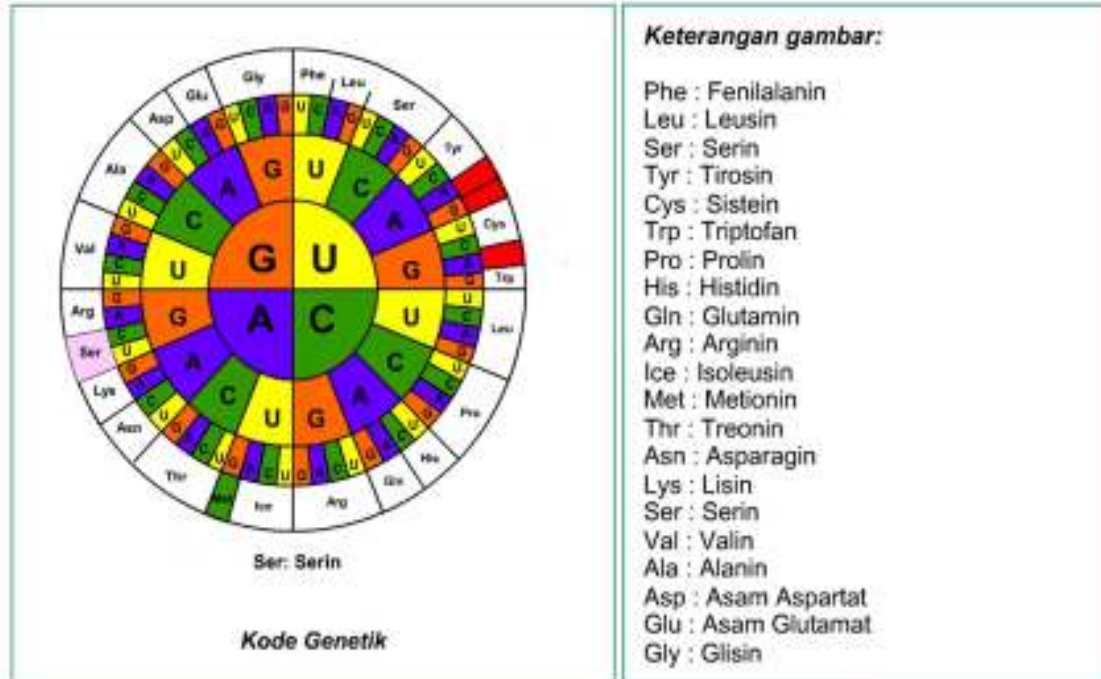 Gly
Phe
Leu
Ser
Tyr
Cys
Trp
Leu
Pro
His
Gln
Arg
Ice
Met
Thr
Asn
Lys
Ser
Arg
Val
Ala
Asp
Glu
G
U
A
C
U
C
A
G
U
C
A
G
U
C
A
G
U
C
A
G
Ser: Serin
Kode Genetik
Keterangan gambar:
Phe : Fenilalanin
Leu : Leusin
Ser : Serin
Tyr : Tirosin
Cys : Sistein
Trp : Triptofan
Pro : Prolin
His : Histidin
Gln : Glutamin
Arg : Arginin
Ice : Isoleusin
Met : Metionin
Thr : Treonin
Asn : Asparagin
Lys : Lisin
Ser : Serin
Val : Valin
Ala : Alanin
Asp : Asam Aspartat
Glu : Asam Glutamat
Gly : Glisin